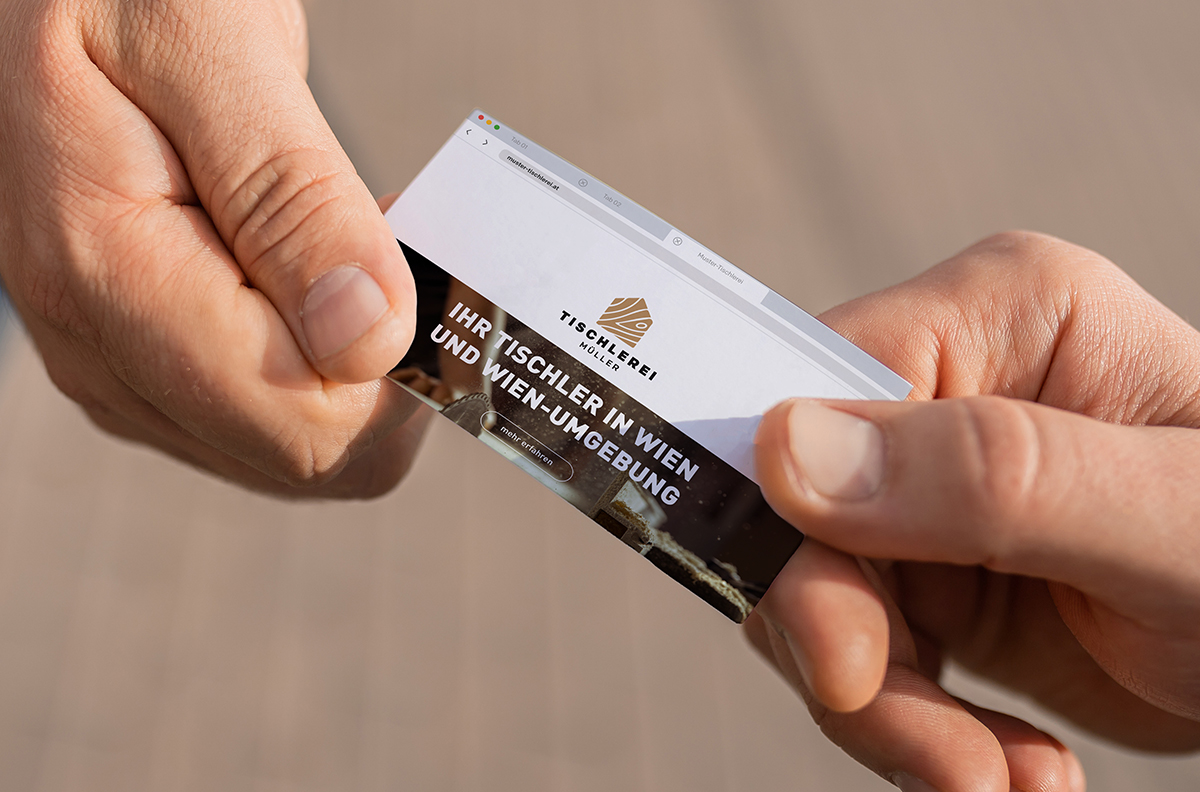 Tab 01
Tab 02
Muster-Tischlerei
muster-tischlerei.at
TISCHLEREI
MÜLLER
IHR TISCHLER IN WIEN
UND WIEN-UMGEBUNG
mehr erfahren